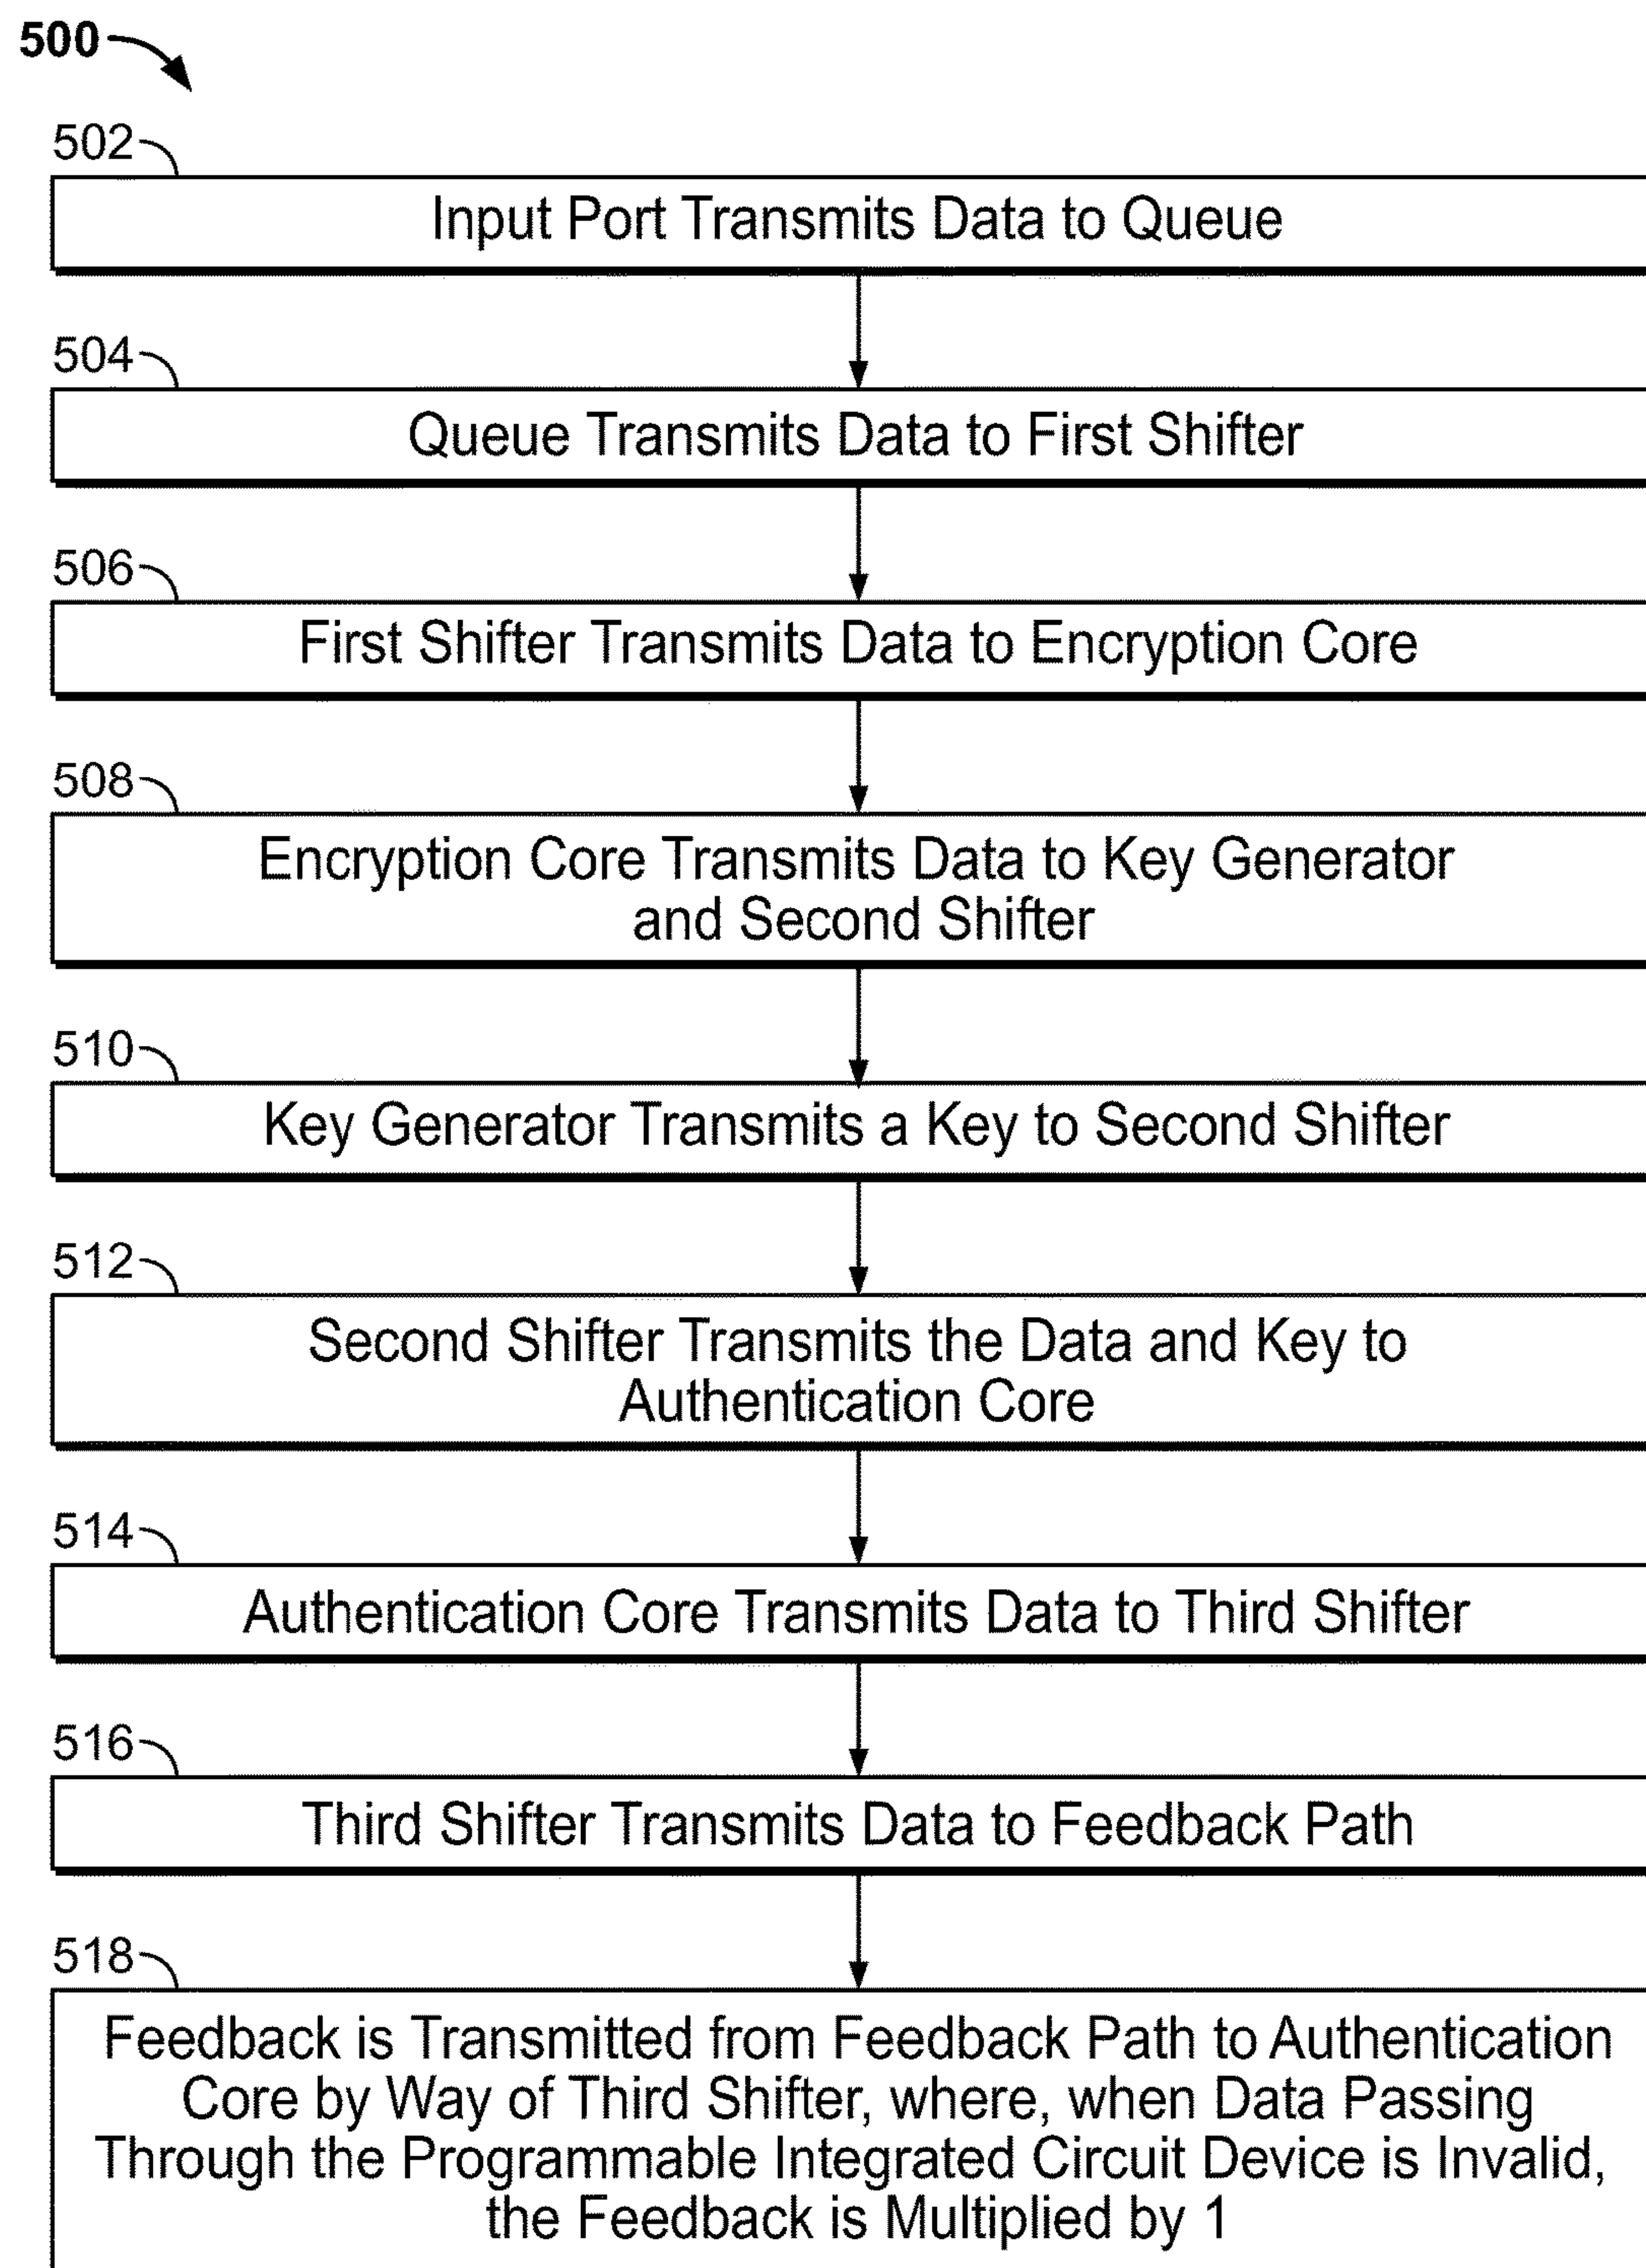 500
502
Input Port Transmits Data to Queue
504
Queue Transmits Data to First Shifter
506
First Shifter Transmits Data to Encryption Core
508
Encryption Core Transmits Data to Key Generator
and Second Shifter
510
Key Generator Transmits a Key to Second Shifter
512
Second Shifter Transmits the Data and Key to
Authentication Core
514
Authentication Core Transmits Data to Third Shifter
516
Third Shifter Transmits Data to Feedback Path
518
Feedback is Transmitted from Feedback Path to Authentication
Core by Way of Third Shifter, where, when Data Passing
Through the Programmable Integrated Circuit Device is Invalid,
the Feedback is Multiplied by 1